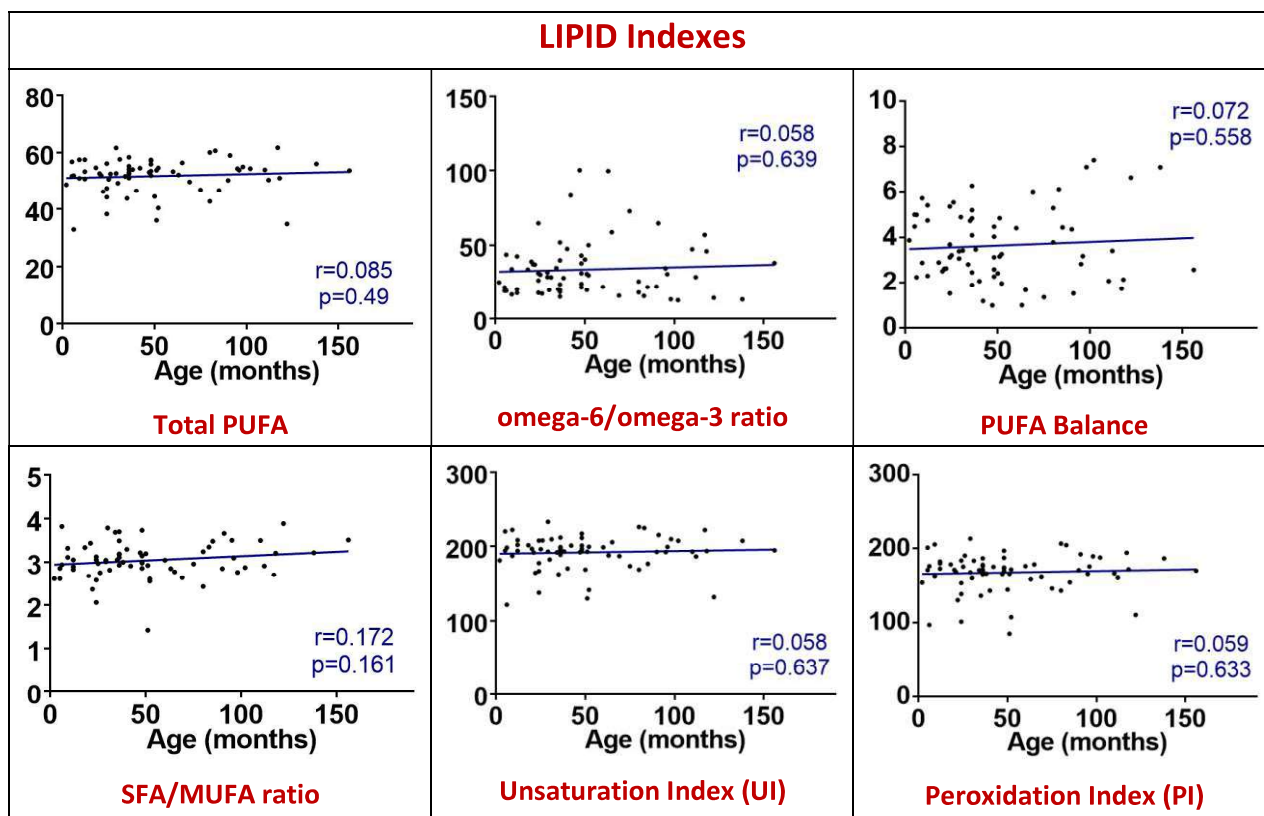 LIPID Indexes
80
60
40
20
0
0 50 100 150
r=0.085
p=0.49
Age (months)
Total PUFA
150
100
50
0
0 50 100 150
r=0.058
p=0.639
Age (months)
omega-6/omega-3 ratio
10
8
6
4
2
0
0 50 100 150
r=0.072
p=0.558
Age (months)
PUFA Balance
5
4
3
2
1
0
0 50 100 150
r=0.172
p=0.161
Age (months)
SFA/MUFA ratio
300
200
100
0
0 50 100 150
r=0.058
p=0.637
Age (months)
Unsaturation Index (UI)
300
200
100
0
0 50 100 150
r=0.059
p=0.633
Age (months)
Peroxidation Index (PI)